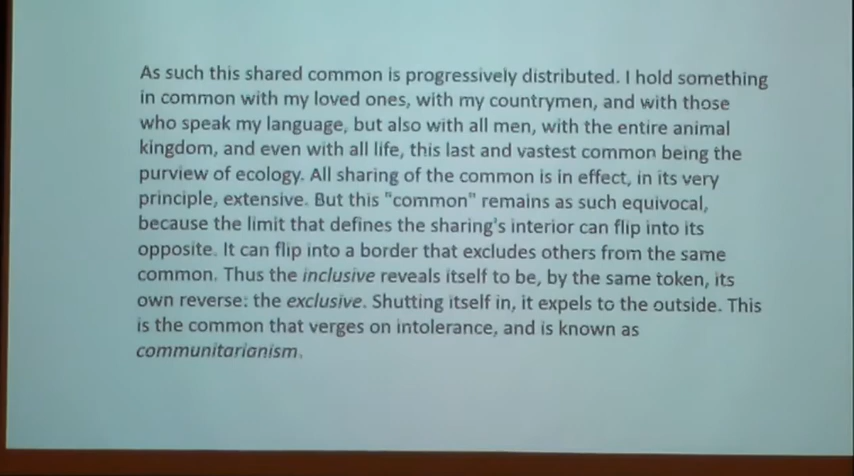 As such this shared common is progressively distributed. I hold something
in common with my loved ones, with my countrymen, and with those
who speak my language, but also with all men, with the entire animal
kingdom, and even with all life, this last and vastest common being the
purview of ecology. All sharing of the common is in effect, in its very
principle, extensive. But this "common" remains as such equivocal,
because the limit that defines the sharing's interior can flip into its
opposite. It can flip into a border that excludes others from the same
common. Thus the inclusive reveals itself to be, by the same token, its
own reverse: the exclusive. Shutting itself in, it expels to the outside. This
is the common that verges on intolerance, and is known as
communitarianism.